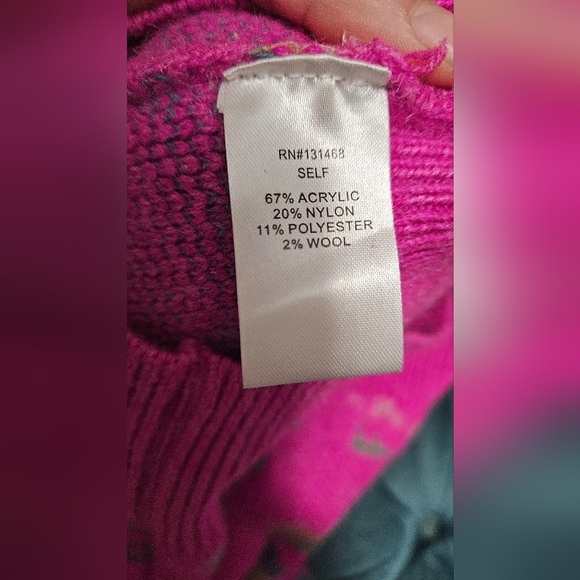 RN#131468
SELF
67% ACRYLIC
20% NYLON
11% POLYESTER
2% WOOL